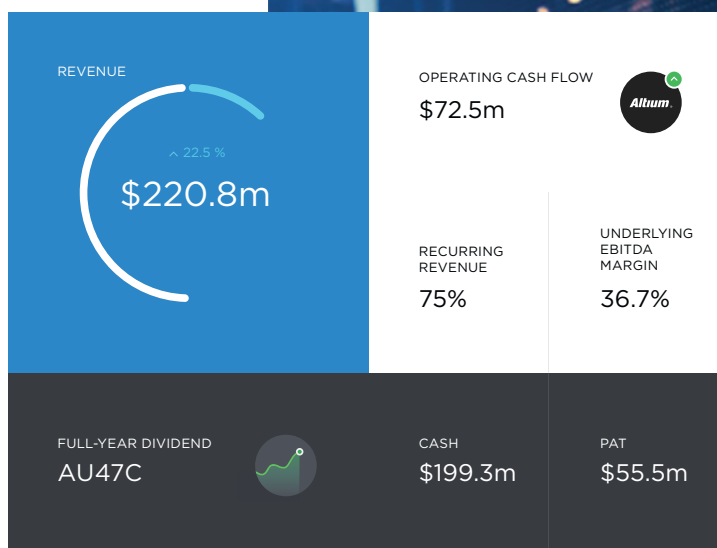 REVENUE
22.5 %
$220.8m
OPERATING CASH FLOW
$72.5m
Altium
RECURRING
REVENUE
75%
UNDERLYING
EBITDA
MARGIN
36.7%
FULL-YEAR DIVIDEND
AU47C
CASH
$199.3m
PAT
$55.5m